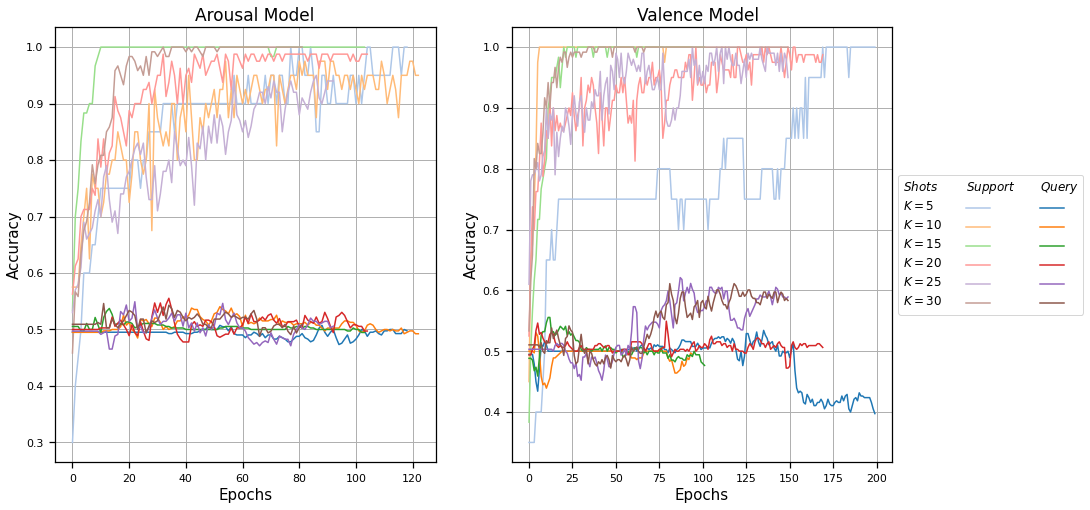 Arousal Model
Accuracy
1.0
0.9
0.8
0.7
0.6
0.5
0.4
0.3
0 20 40 60 80 100 120
Epochs
Valence Model
Accuracy
1.0
0.9
0.8
0.7
0.6
0.5
0.4
0 25 50 75 100 125 150 175 200
Epochs
Shots Support Query
K = 5
K = 10
K = 15
K = 20
K = 25
K = 30